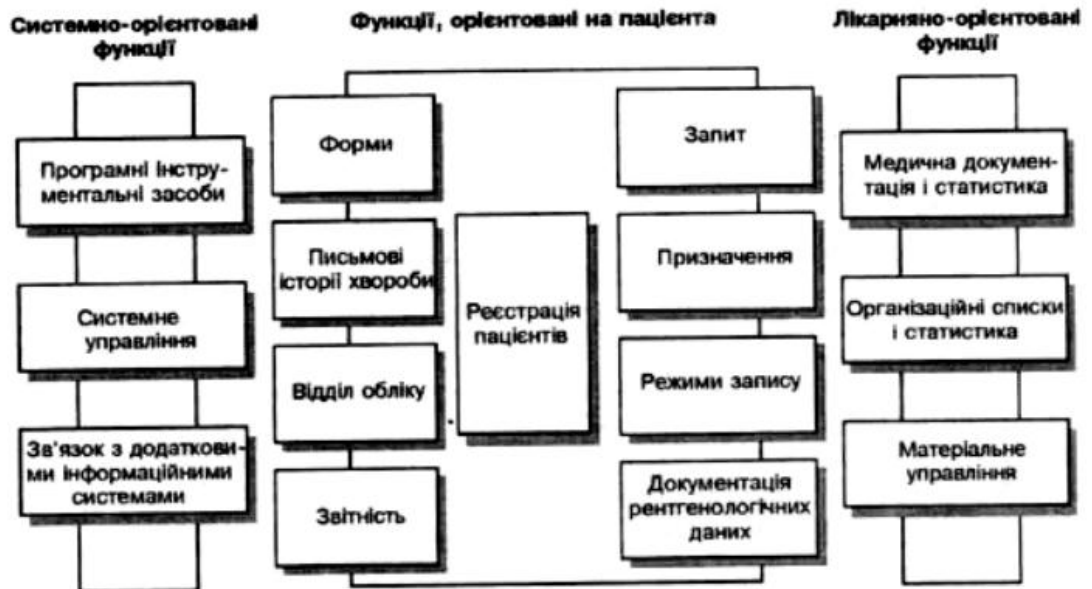 Системно-орієнтовані
функції
Функції, орієнтовані на пацієнта
Лікарняно-орієнтовані
функції
Програмні інстру-
ментальні засоби
Системне
управління
Зв'язок з додаткови-
ми інформаційними
системами
Форми
Письмові
історії хвороби
Відділ обліку
Звітність
Реєстрація
пацієнтів
Запит
Призначення
Режими запису
Документація
рентгенологічних
даних
Медична докумен-
тація і статистика
Організаційні списки
і статистика
Матеріальне
управління